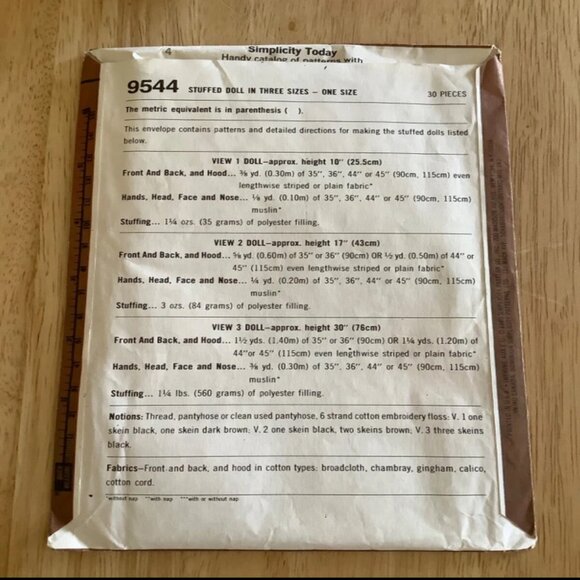 4
Simplicity Today
Handy catalog of patterns with
9544 STUFFED DOLL IN THREE SIZES – ONE SIZE 30 PIECES
The metric equivalent is in parenthesis ( ).
This envelope contains patterns and detailed directions for making the stuffed dolls listed
below.
VIEW 1 DOLL—approx. height 10" (25.5cm)
Front And Back, and Hood... ⅜ yd. (0.30m) of 35", 36", 44" or 45" (90cm, 115cm) even
lengthwise striped or plain fabric*
Hands, Head, Face and Nose... ⅛ yd. (0.10m) of 35", 36", 44" or 45" (90cm, 115cm)
muslin*
Stuffing... 1¼ ozs. (35 grams) of polyester filling.
VIEW 2 DOLL—approx. height 17" (43cm)
Front And Back, and Hood... ⅝ yd. (0.60m) of 35" or 36" (90cm) OR ½ yd. (0.50m) of 44" or
45" (115cm) even lengthwise striped or plain fabric*
Hands, Head, Face and Nose... ¼ yd. (0.20m) of 35", 36", 44" or 45" (90cm, 115cm)
muslin*
Stuffing... 3 ozs. (84 grams) of polyester filling.
VIEW 3 DOLL—approx. height 30" (76cm)
Front And Back, and Hood... 1½ yds. (1.40m) of 35" or 36" (90cm) OR 1¼ yds. (1.20m) of
44"or 45" (115cm) even lengthwise striped or plain fabric*
Hands, Head, Face and Nose... ⅜ yd. (0.30m) of 35", 36", 44" or 45" (90cm, 115cm)
muslin*
Stuffing... 1¼ lbs. (560 grams) of polyester filling.
Notions: Thread, pantyhose or clean used pantyhose, 6 strand cotton embroidery floss: V. 1 one
skein black, one skein dark brown; V. 2 one skein black, two skeins brown; V. 3 three skeins
black.
Fabrics—Front and back, and hood in cotton types: broadcloth, chambray, gingham, calico,
cotton cord.
*without nap **with nap ***with or without nap